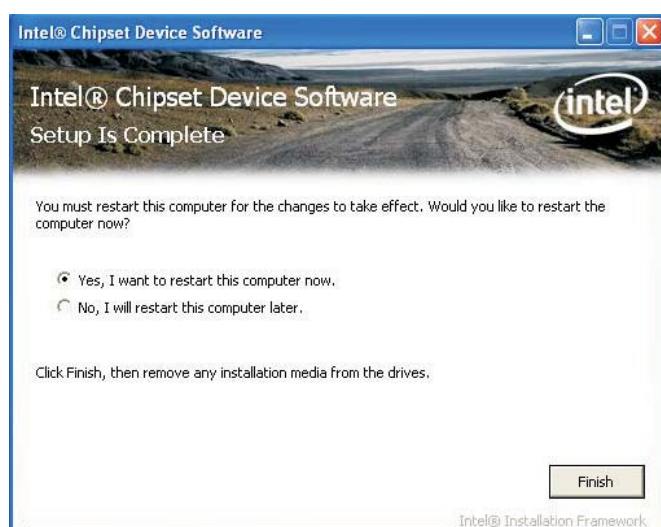 Intel® Chipset Device Software
Intel® Chipset Device Software
intel
Setup Is Complete
You must restart this computer for the changes to take effect. Would you like to restart the
computer now?
Yes, I want to restart this computer now.
No, I will restart this computer later.
Click Finish, then remove any installation media from the drives.
Finish
Intel® Installation Framework